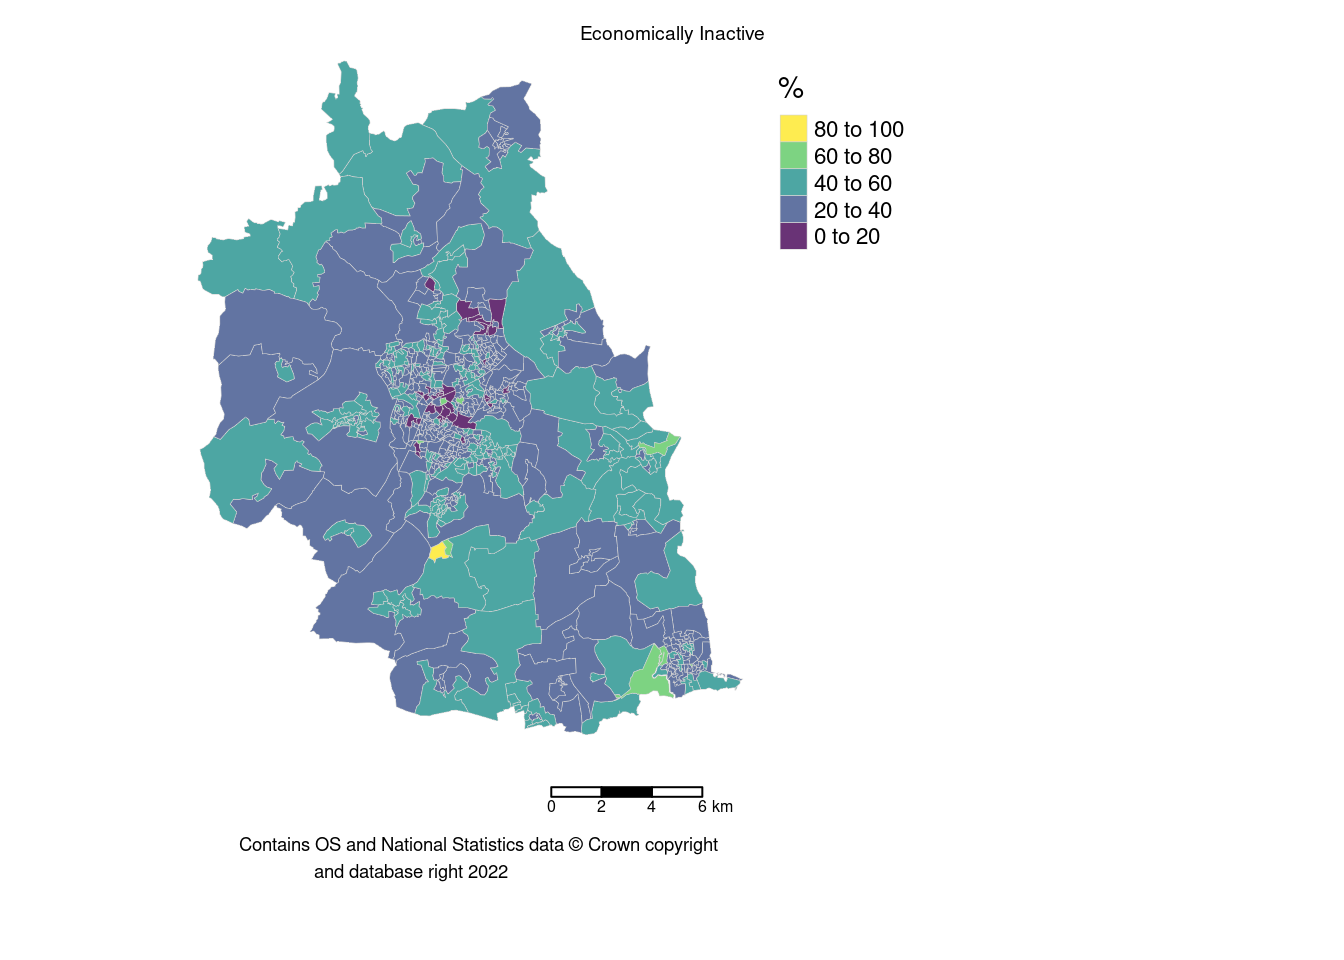 Economically Inactive
%
80 to 100
60 to 80
40 to 60
20 to 40
0 to 20
0 2 4 6 km
Contains OS and National Statistics data © Crown copyright
and database right 2022